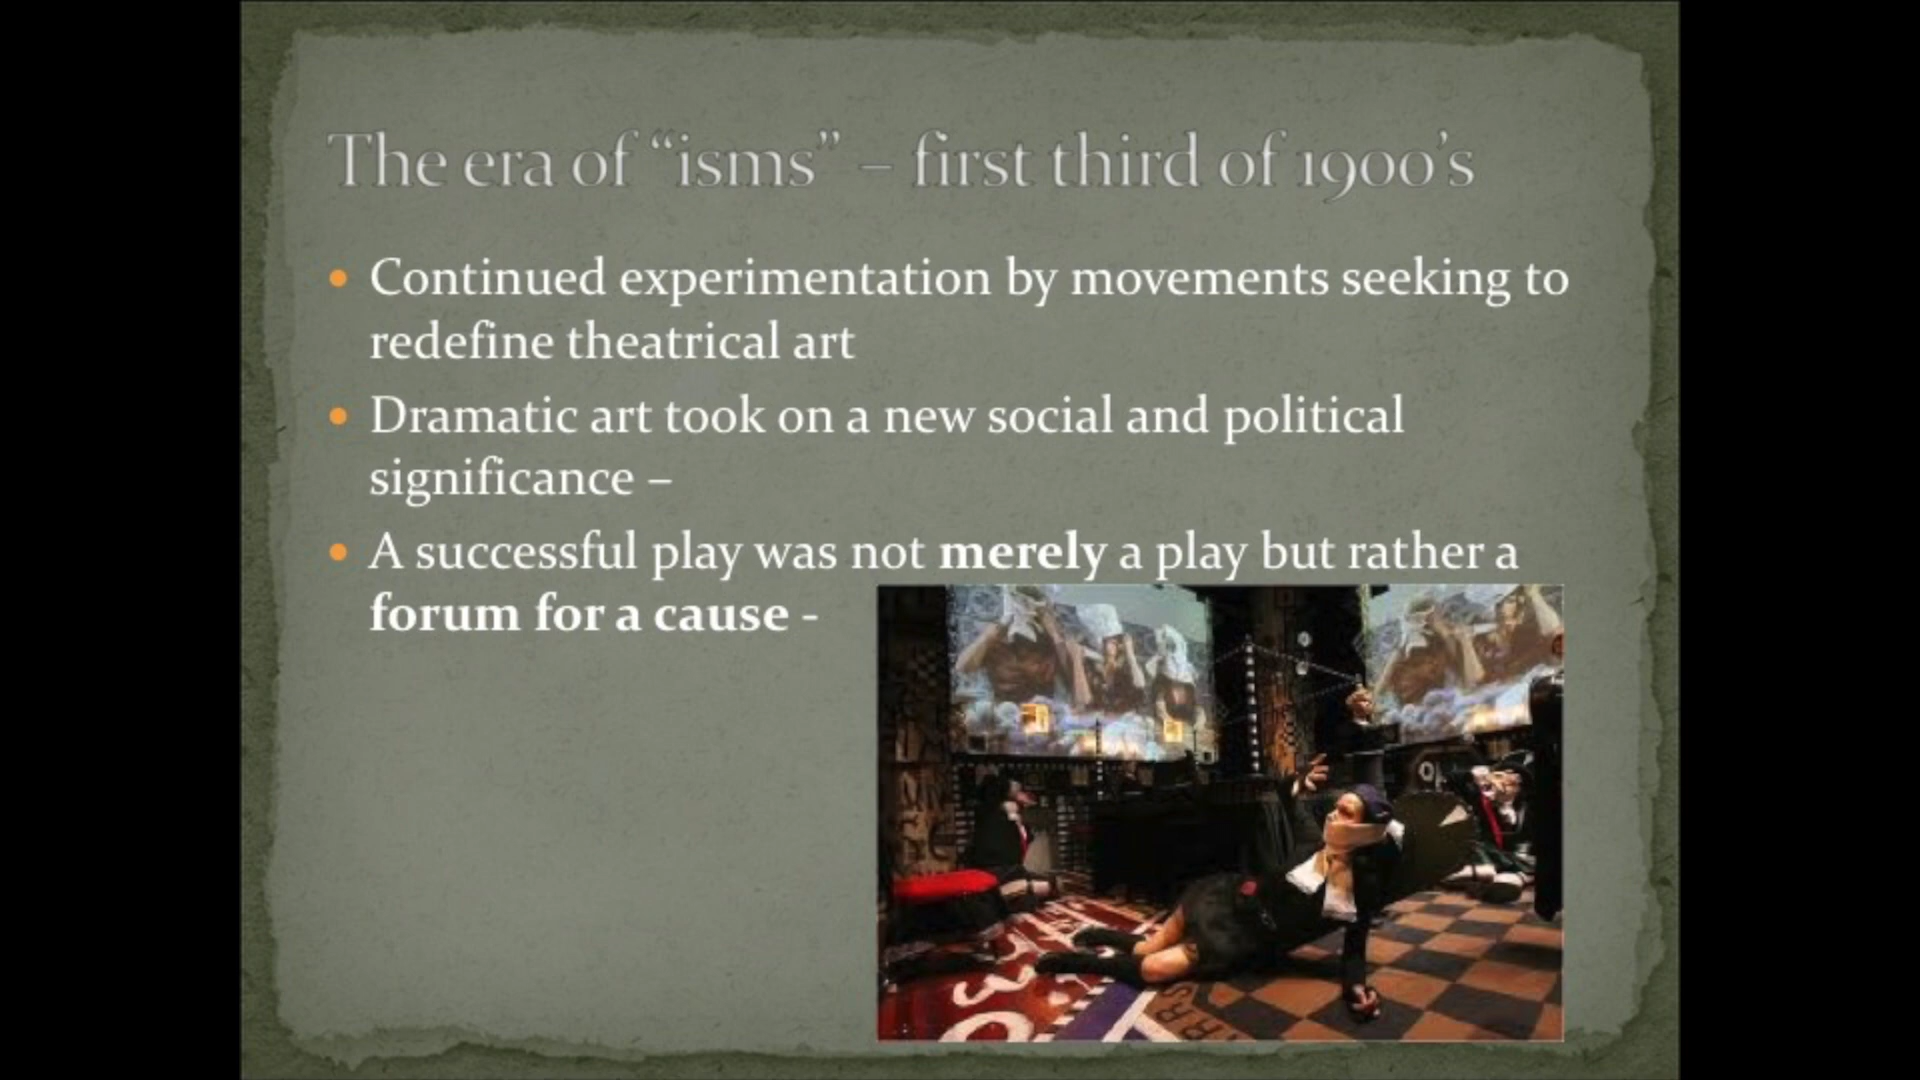 The era of “isms” – first third of 1900’s
• Continued experimentation by movements seeking to
redefine theatrical art
• Dramatic art took on a new social and political
significance –
• A successful play was not merely a play but rather a
forum for a cause -